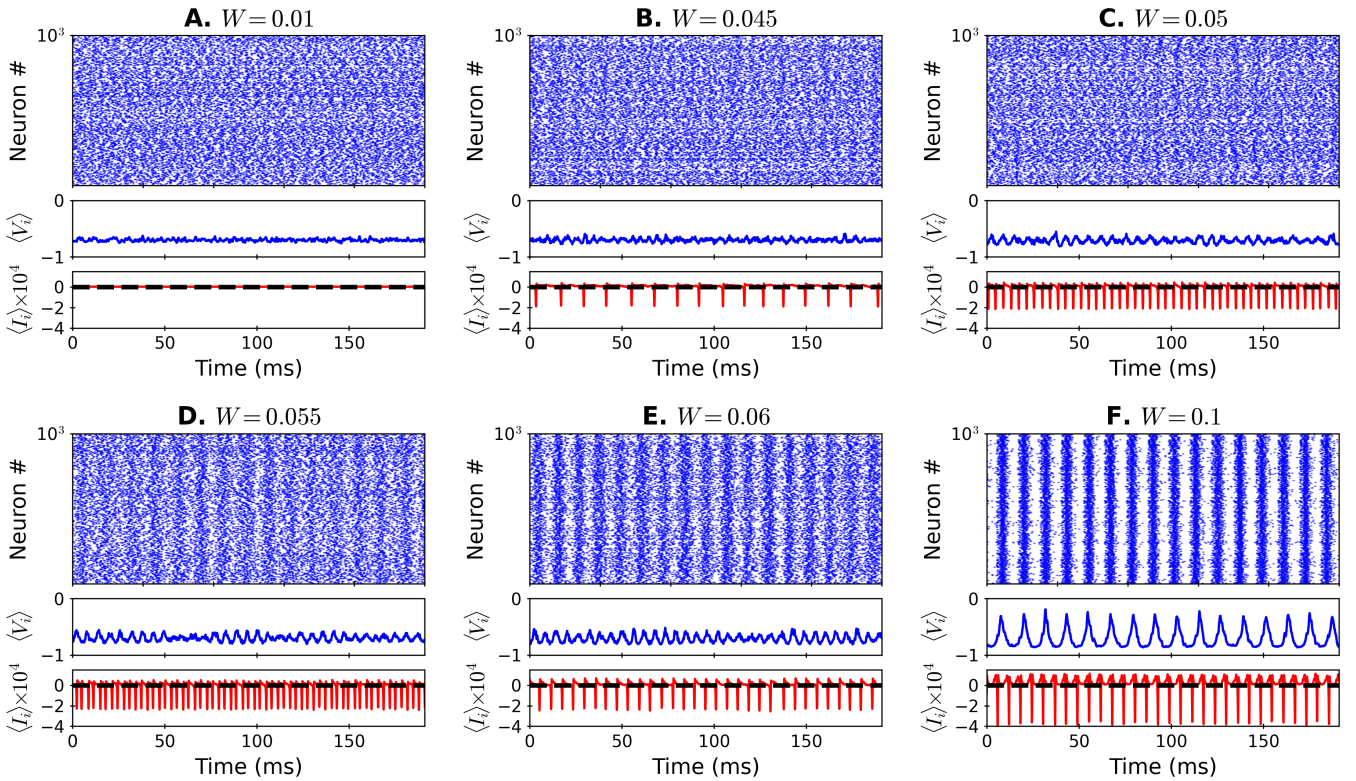 A. W = 0.01
10³
Neuron #
0
⟨V_i⟩
−1
0
⟨I_i⟩×10⁴
−2
−4
0 50 100 150
Time (ms)
B. W = 0.045
10³
Neuron #
0
⟨V_i⟩
−1
0
⟨I_i⟩×10⁴
−2
−4
0 50 100 150
Time (ms)
C. W = 0.05
10³
Neuron #
0
⟨V_i⟩
−1
0
⟨I_i⟩×10⁴
−2
−4
0 50 100 150
Time (ms)
D. W = 0.055
10³
Neuron #
0
⟨V_i⟩
−1
0
⟨I_i⟩×10⁴
−2
−4
0 50 100 150
Time (ms)
E. W = 0.06
10³
Neuron #
0
⟨V_i⟩
−1
0
⟨I_i⟩×10⁴
−2
−4
0 50 100 150
Time (ms)
F. W = 0.1
10³
Neuron #
0
⟨V_i⟩
−1
0
⟨I_i⟩×10⁴
−2
−4
0 50 100 150
Time (ms)